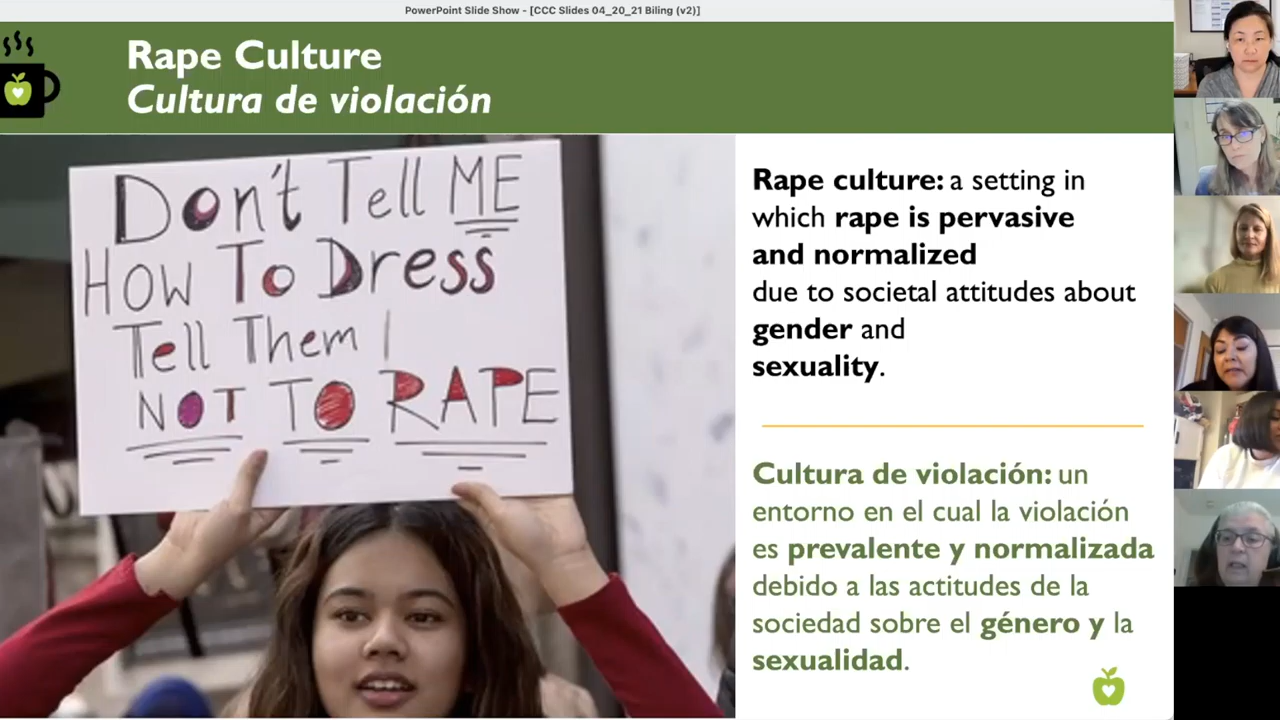 PowerPoint Slide Show - [CCC Slides 04_20_21 Biling (v2)]
Rape Culture
Cultura de violación
Don't Tell ME
How To Dress
Tell Them
NOT TO RAPE
Rape culture: a setting in
which rape is pervasive
and normalized
due to societal attitudes about
gender and
sexuality.
Cultura de violación: un
entorno en el cual la violación
es prevalente y normalizada
debido a las actitudes de la
sociedad sobre el género y la
sexualidad.